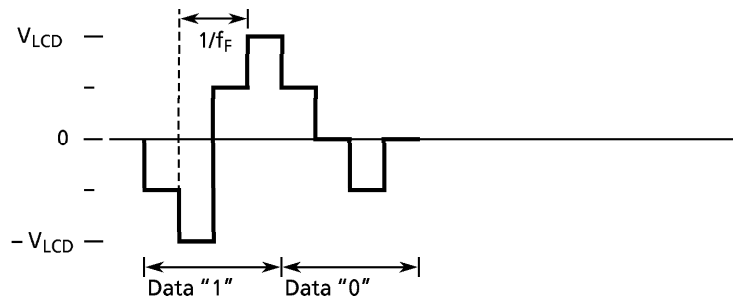 V_LCD
1/f_F
0
– V_LCD
Data “1”
Data “0”